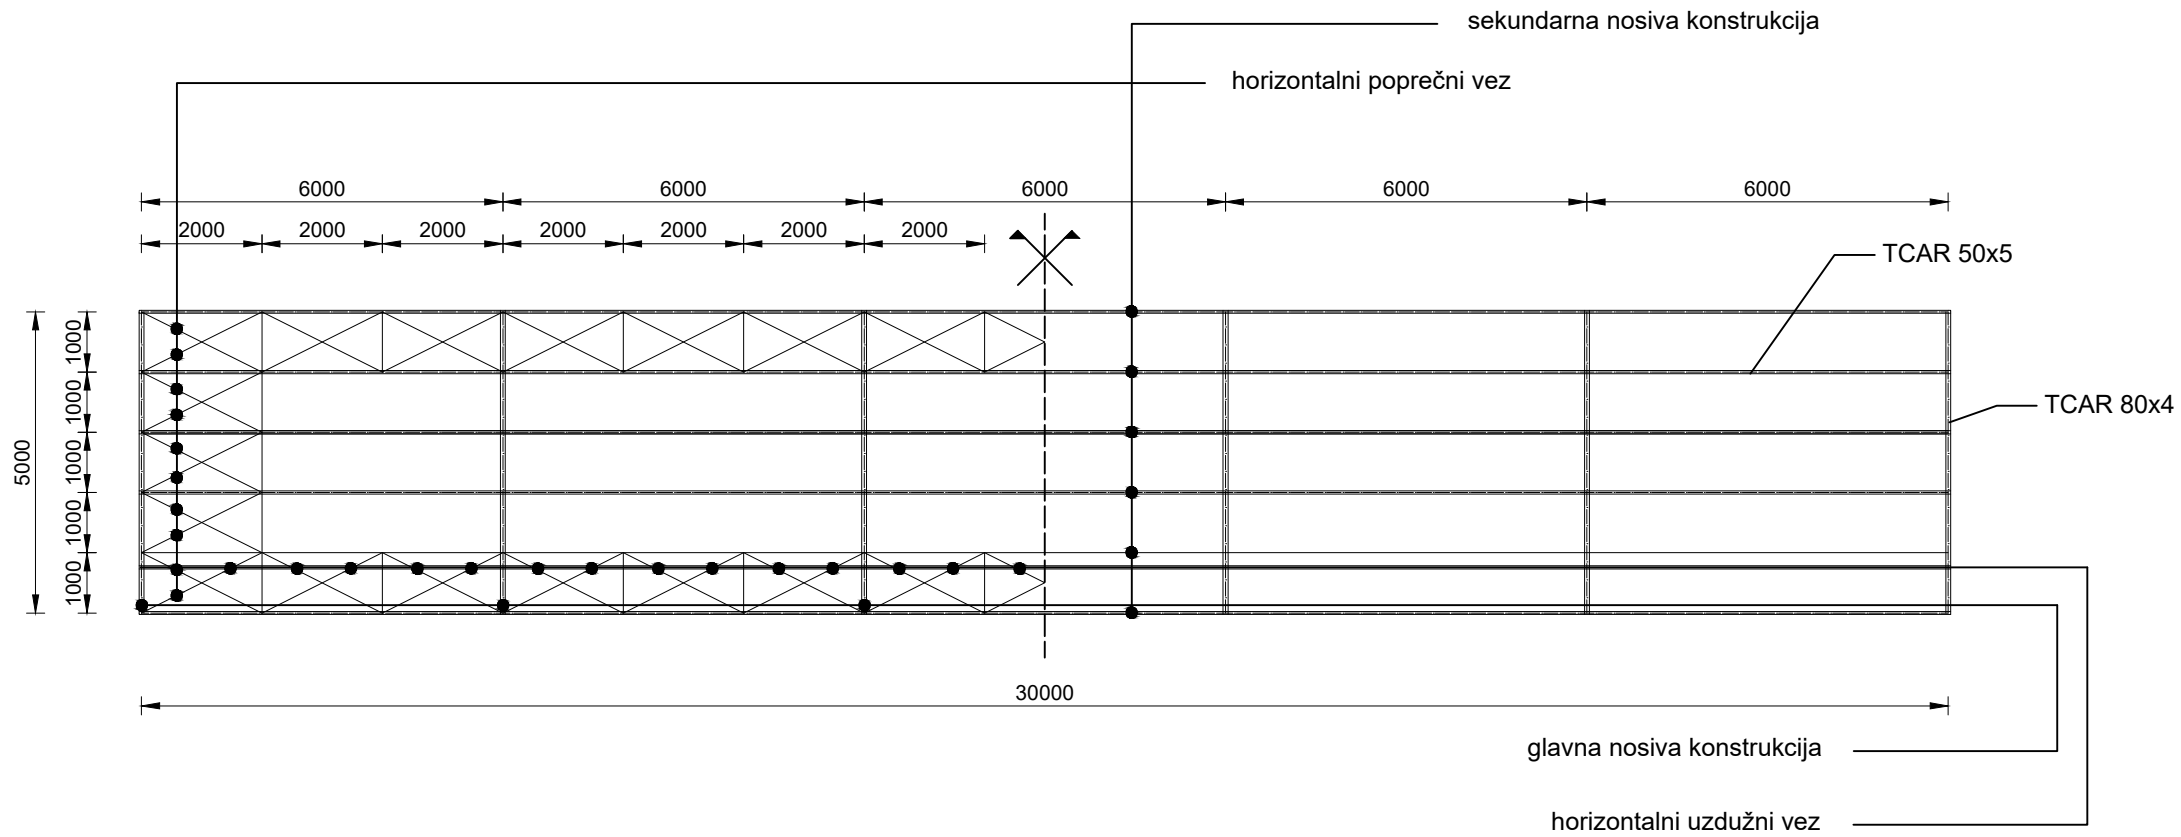 sekundarna nosiva konstrukcija
horizontalni poprečni vez
6000 6000 6000 6000 6000
2000 2000 2000 2000 2000 2000 2000
TCAR 50x5
TCAR 80x4
5000
1000
1000
1000
1000
1000
30000
glavna nosiva konstrukcija
horizontalni uzdužni vez